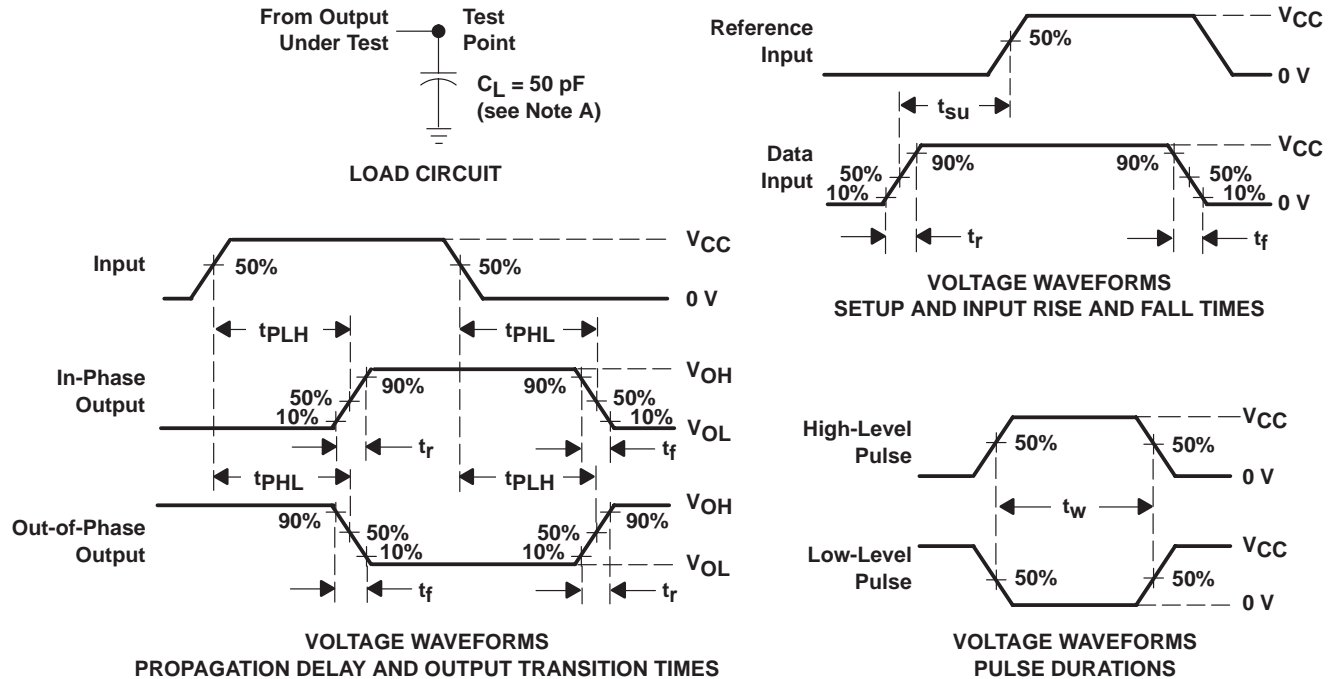 From Output
Under Test
Test
Point
CL = 50 pF
(see Note A)
LOAD CIRCUIT
Reference
Input
50%
VCC
0 V
tsu
Data
Input
50%
10%
90%
90%
50%
10%
VCC
0 V
tr
tf
VOLTAGE WAVEFORMS
SETUP AND INPUT RISE AND FALL TIMES
Input
50%
50%
VCC
0 V
tPLH
tPHL
In-Phase
Output
50%
10%
90%
90%
50%
10%
VOH
VOL
tr
tf
tPHL
tPLH
Out-of-Phase
Output
90%
50%
10%
50%
10%
90%
VOH
VOL
tf
tr
VOLTAGE WAVEFORMS
PROPAGATION DELAY AND OUTPUT TRANSITION TIMES
High-Level
Pulse
50%
50%
VCC
0 V
tw
Low-Level
Pulse
50%
50%
VCC
0 V
VOLTAGE WAVEFORMS
PULSE DURATIONS